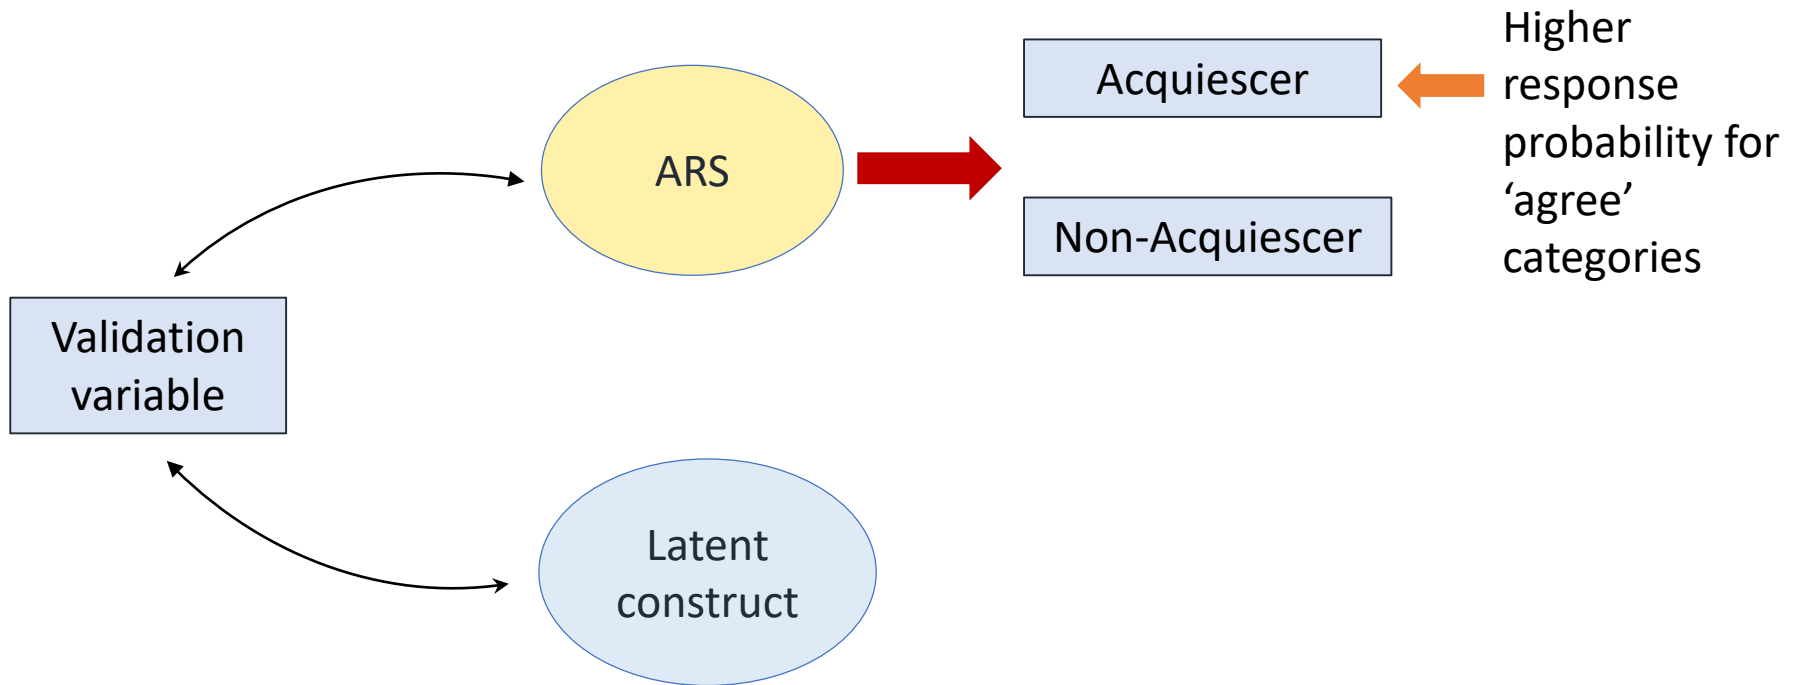 Higher
response
probability for
‘agree’
categories
Acquiescer
ARS
Non-Acquiescer
Validation
variable
Latent
construct